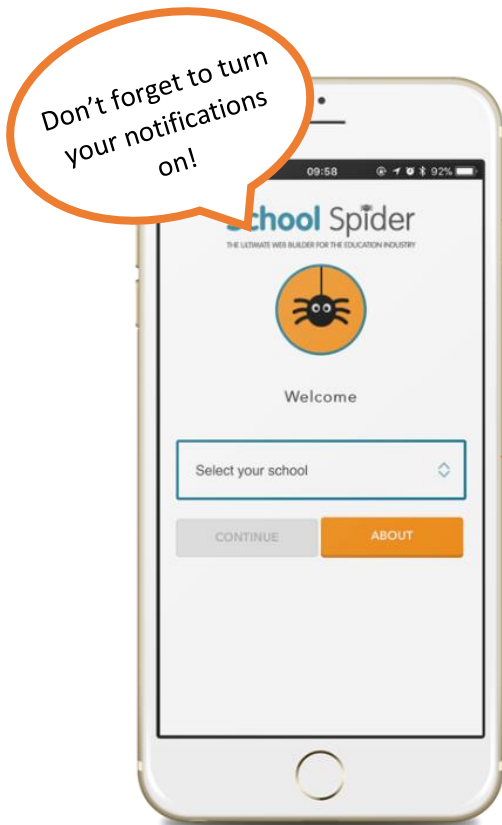 Don't forget to turn
your notifications
on!
09:58
92%
School Spider
THE ULTIMATE WEB BUILDER FOR THE EDUCATION INDUSTRY
Welcome
Select your school
CONTINUE
ABOUT